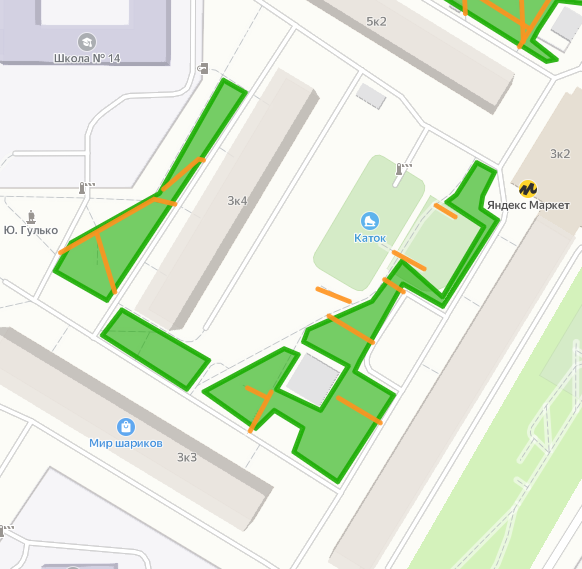 5к2
Школа № 14
3к2
3к4
Яндекс Маркет
Ю. Гулько
Каток
Мир шариков
3к3